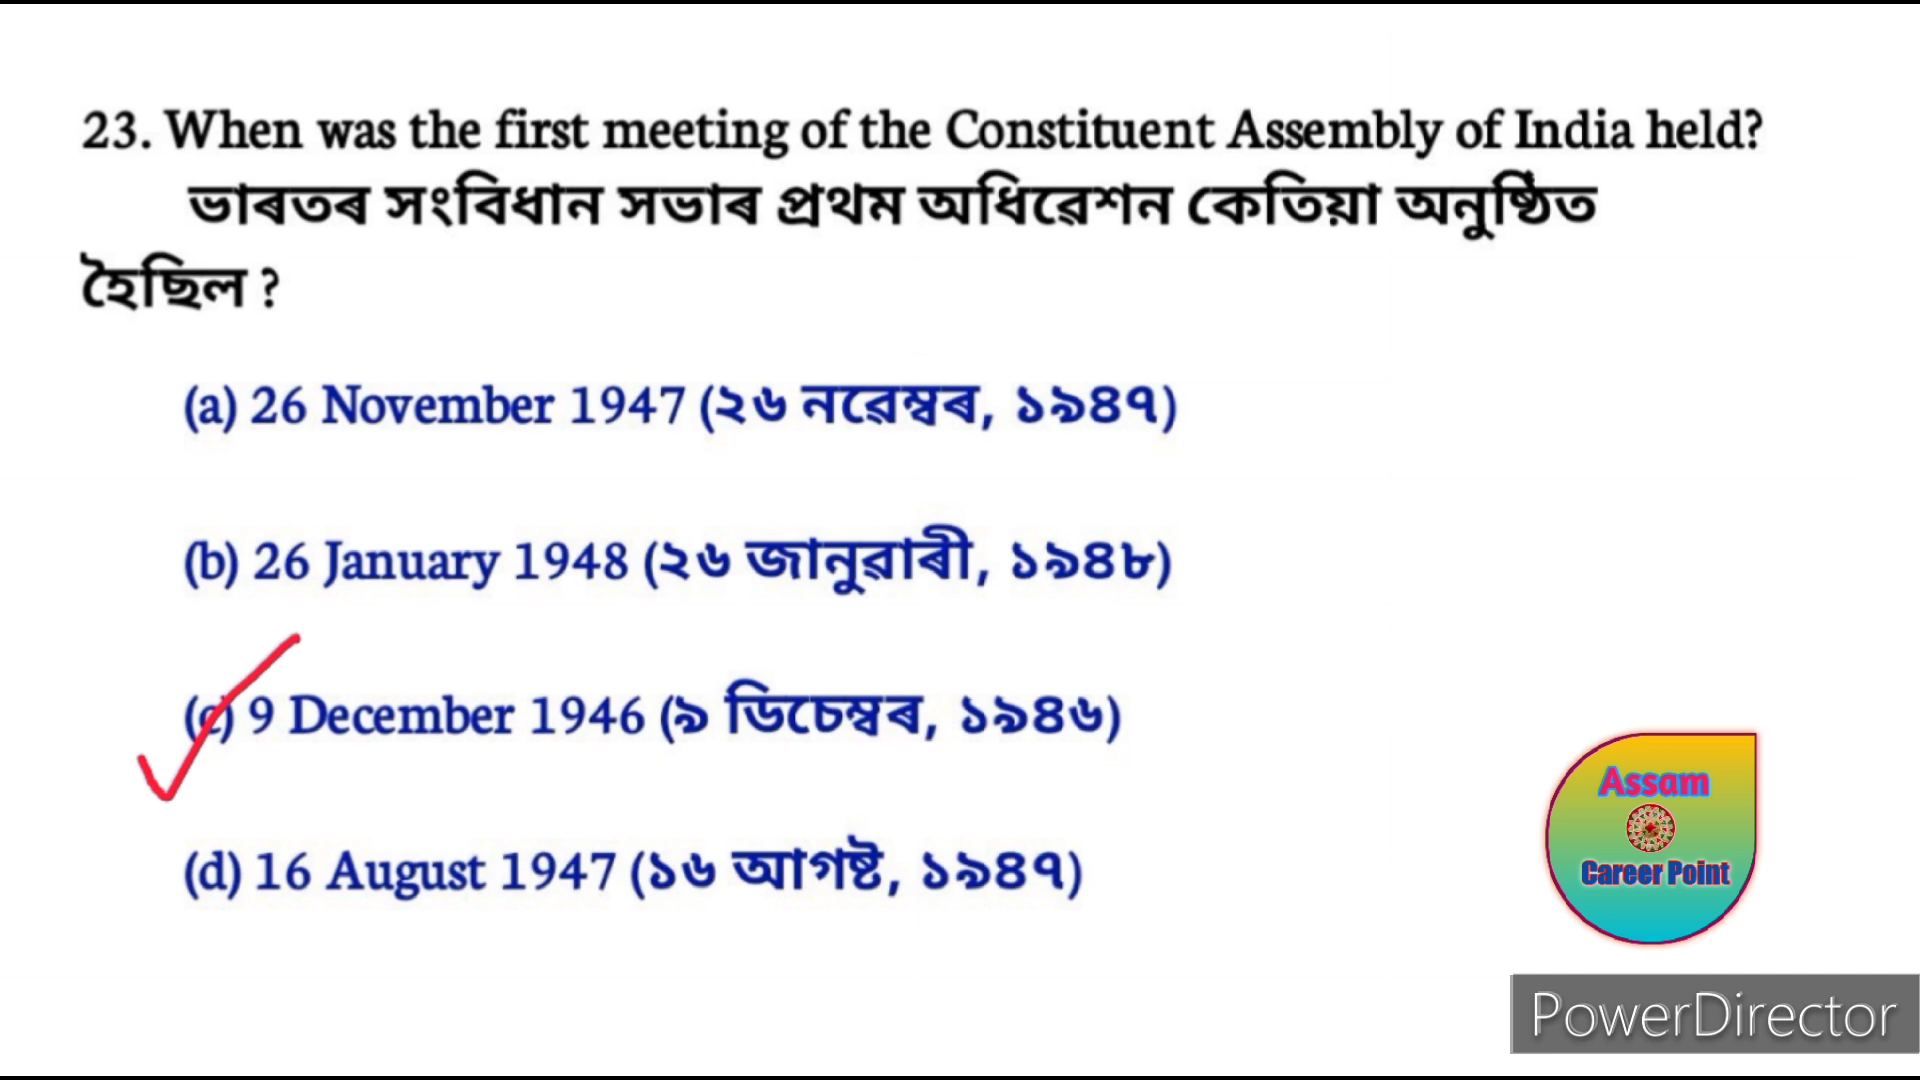 23. When was the first meeting of the Constituent Assembly of India held?
ভাৰতৰ সংবিধান সভাৰ প্ৰথম অধিৱেশন কেতিয়া অনুষ্ঠিত
হৈছিল ?
(a) 26 November 1947 (২৬ নৱেম্বৰ, ১৯৪৭)
(b) 26 January 1948 (২৬ জানুৱাৰী, ১৯৪৮)
(c) 9 December 1946 (৯ ডিচেম্বৰ, ১৯৪৬)
(d) 16 August 1947 (১৬ আগষ্ট, ১৯৪৭)
Assam
Career Point
PowerDirector